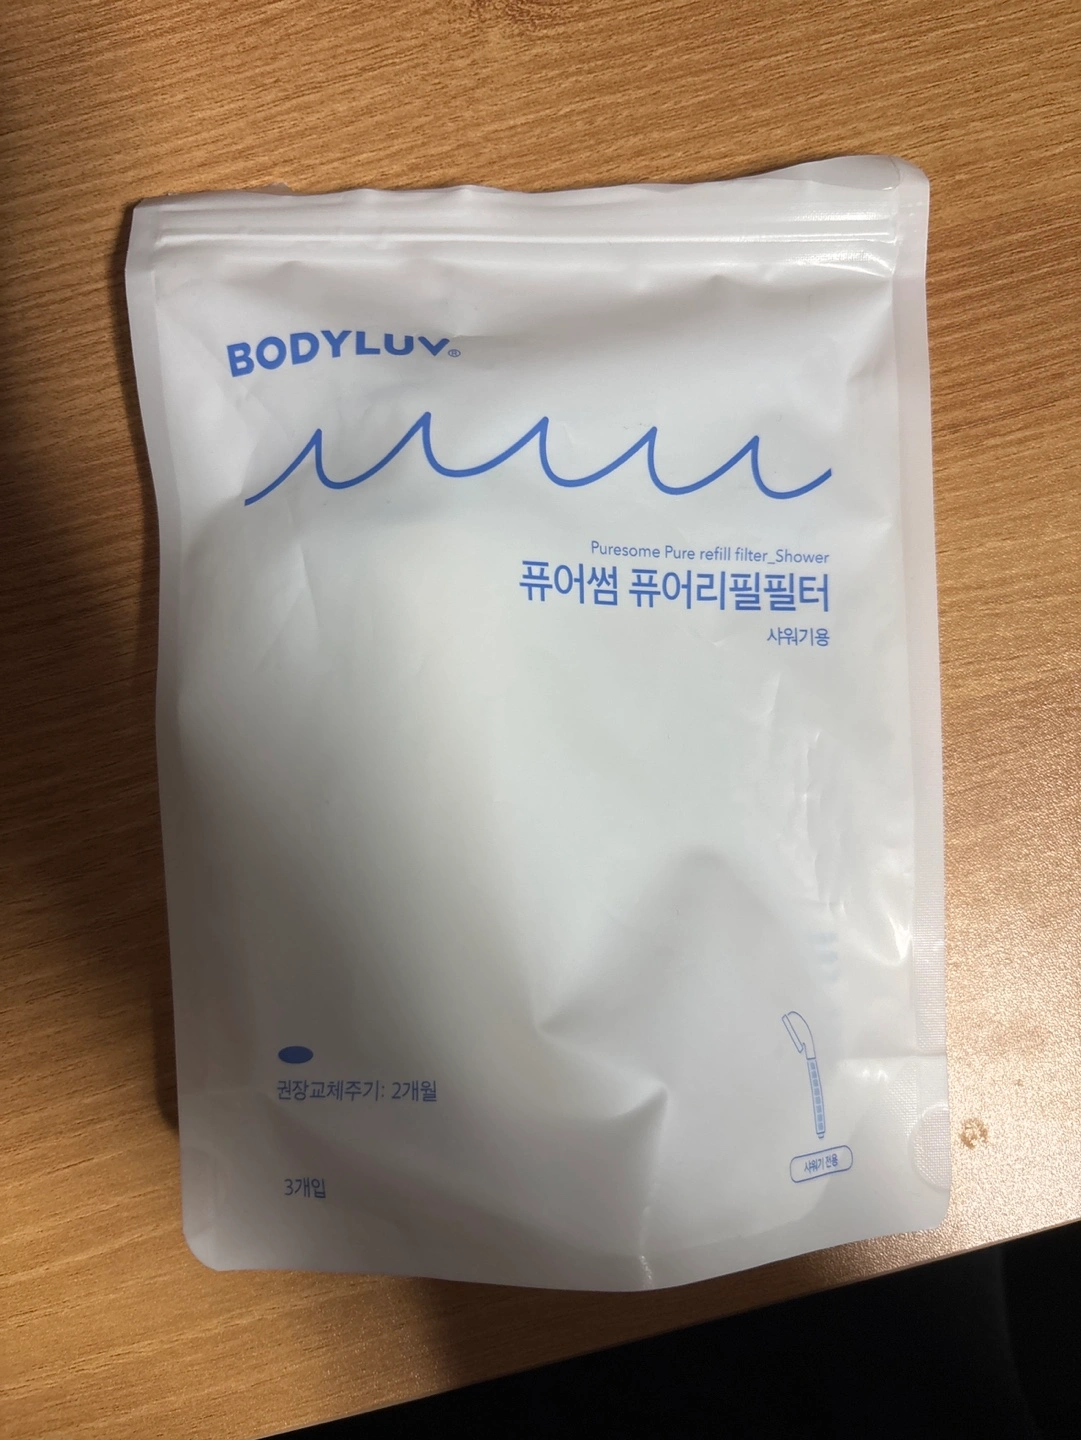 BODYLUV®
Puresome Pure refill filter_Shower
퓨어썸 퓨어리필필터
샤워기용
권장교체주기: 2개월
샤워기 전용
3개입